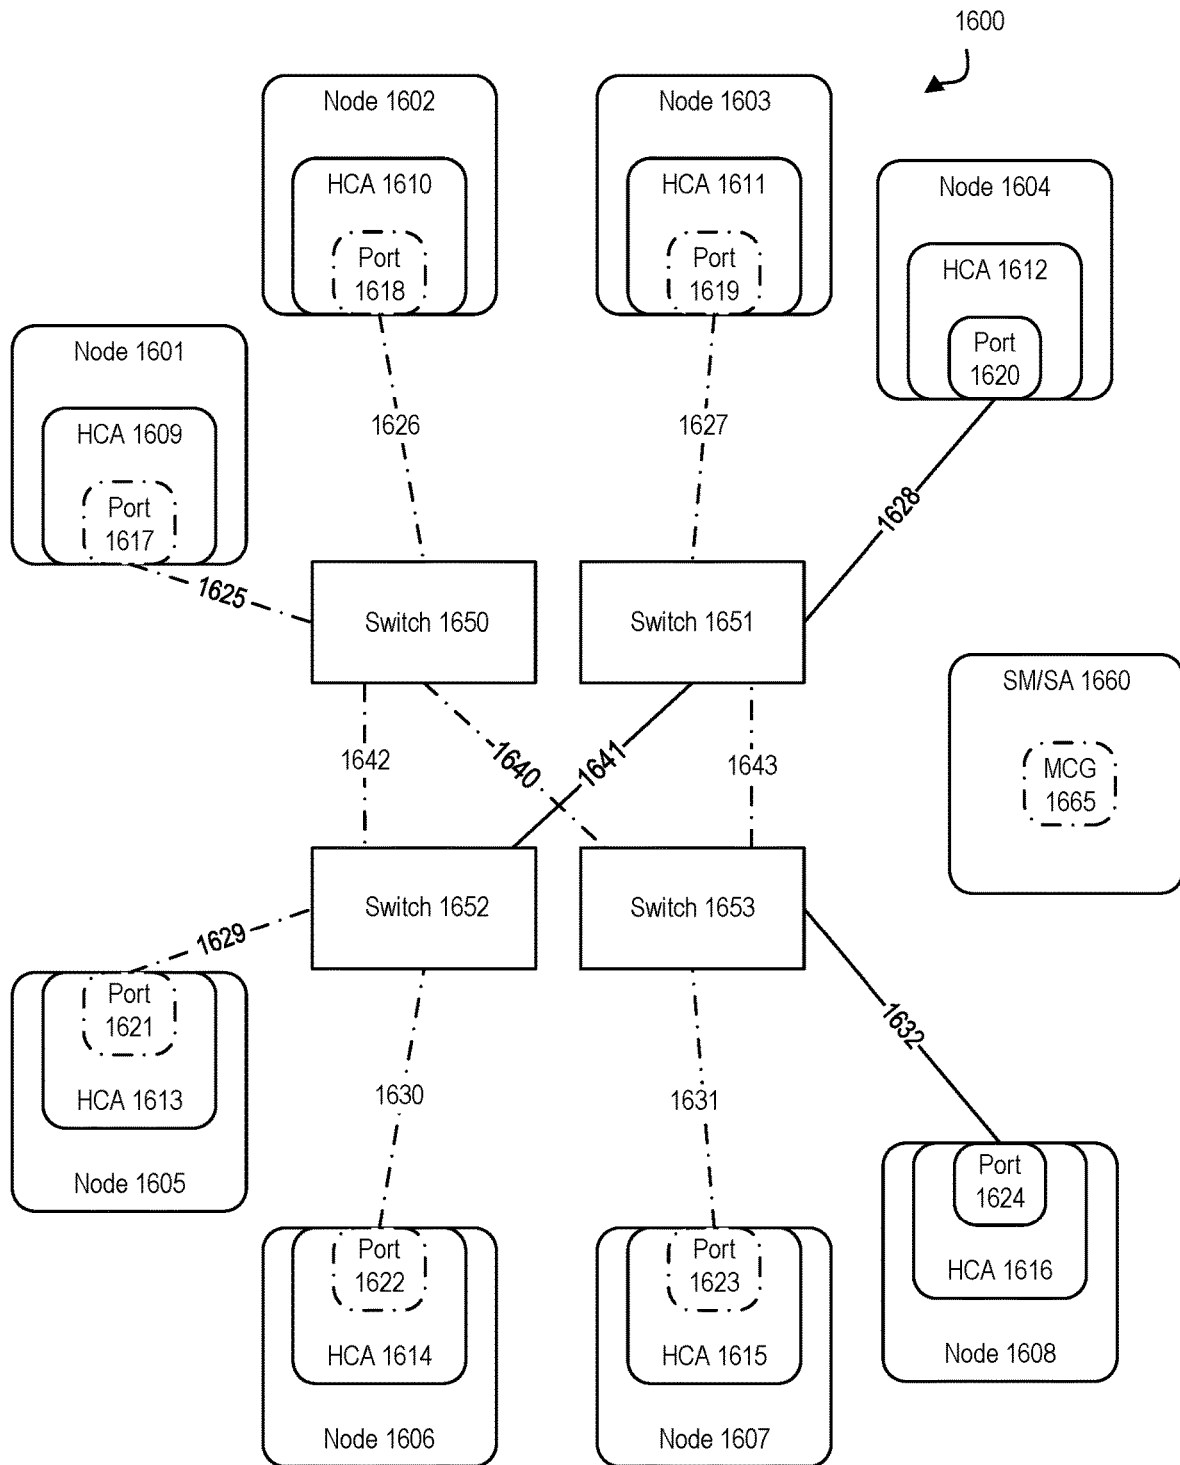 1600
Node 1602
Node 1603
HCA 1610
HCA 1611
Node 1604
Port
1618
Port
1619
HCA 1612
Port
1620
Node 1601
HCA 1609
Port
1617
1626
1627
1628
1625
Switch 1650
Switch 1651
SM/SA 1660
MCG
1665
1642
1640
1641
1643
Switch 1652
Switch 1653
1629
1632
Port
1621
HCA 1613
Node 1605
1630
1631
Port
1624
HCA 1616
Node 1608
Port
1622
HCA 1614
Node 1606
Port
1623
HCA 1615
Node 1607